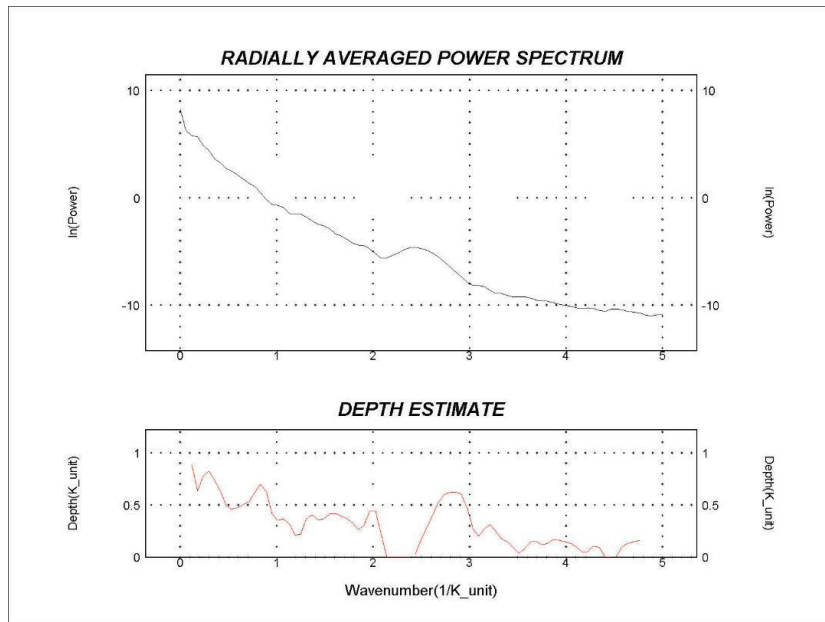 RADIALLY AVERAGED POWER SPECTRUM
10 10
ln(Power) 0 0 ln(Power)
-10 -10
0 1 2 3 4 5
DEPTH ESTIMATE
Depth(K_unit) 1 1 Depth(K_unit)
0.5 0.5
0 0
0 1 2 3 4 5
Wavenumber(1/K_unit)